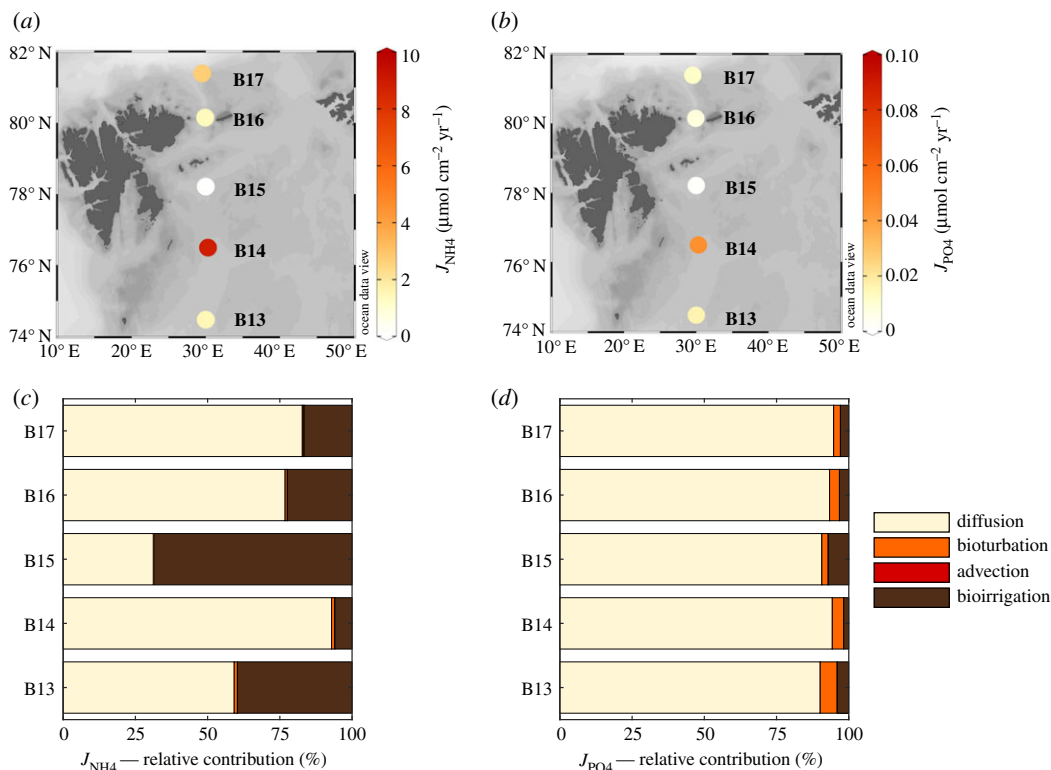 (a)
82° N
80° N
78° N
76° N
74° N
10° E
20° E
30° E
40° E
50° E
B17
B16
B15
B14
B13
ocean data view
10
8
6
4
2
0
J_NH4 (µmol cm⁻² yr⁻¹)
(b)
82° N
80° N
78° N
76° N
74° N
10° E
20° E
30° E
40° E
50° E
B17
B16
B15
B14
B13
ocean data view
0.10
0.08
0.06
0.04
0.02
0
J_PO4 (µmol cm⁻² yr⁻¹)
(c)
B17
B16
B15
B14
B13
0
25
50
75
100
J_NH4 — relative contribution (%)
(d)
B17
B16
B15
B14
B13
0
25
50
75
100
J_PO4 — relative contribution (%)
diffusion
bioturbation
advection
bioirrigation